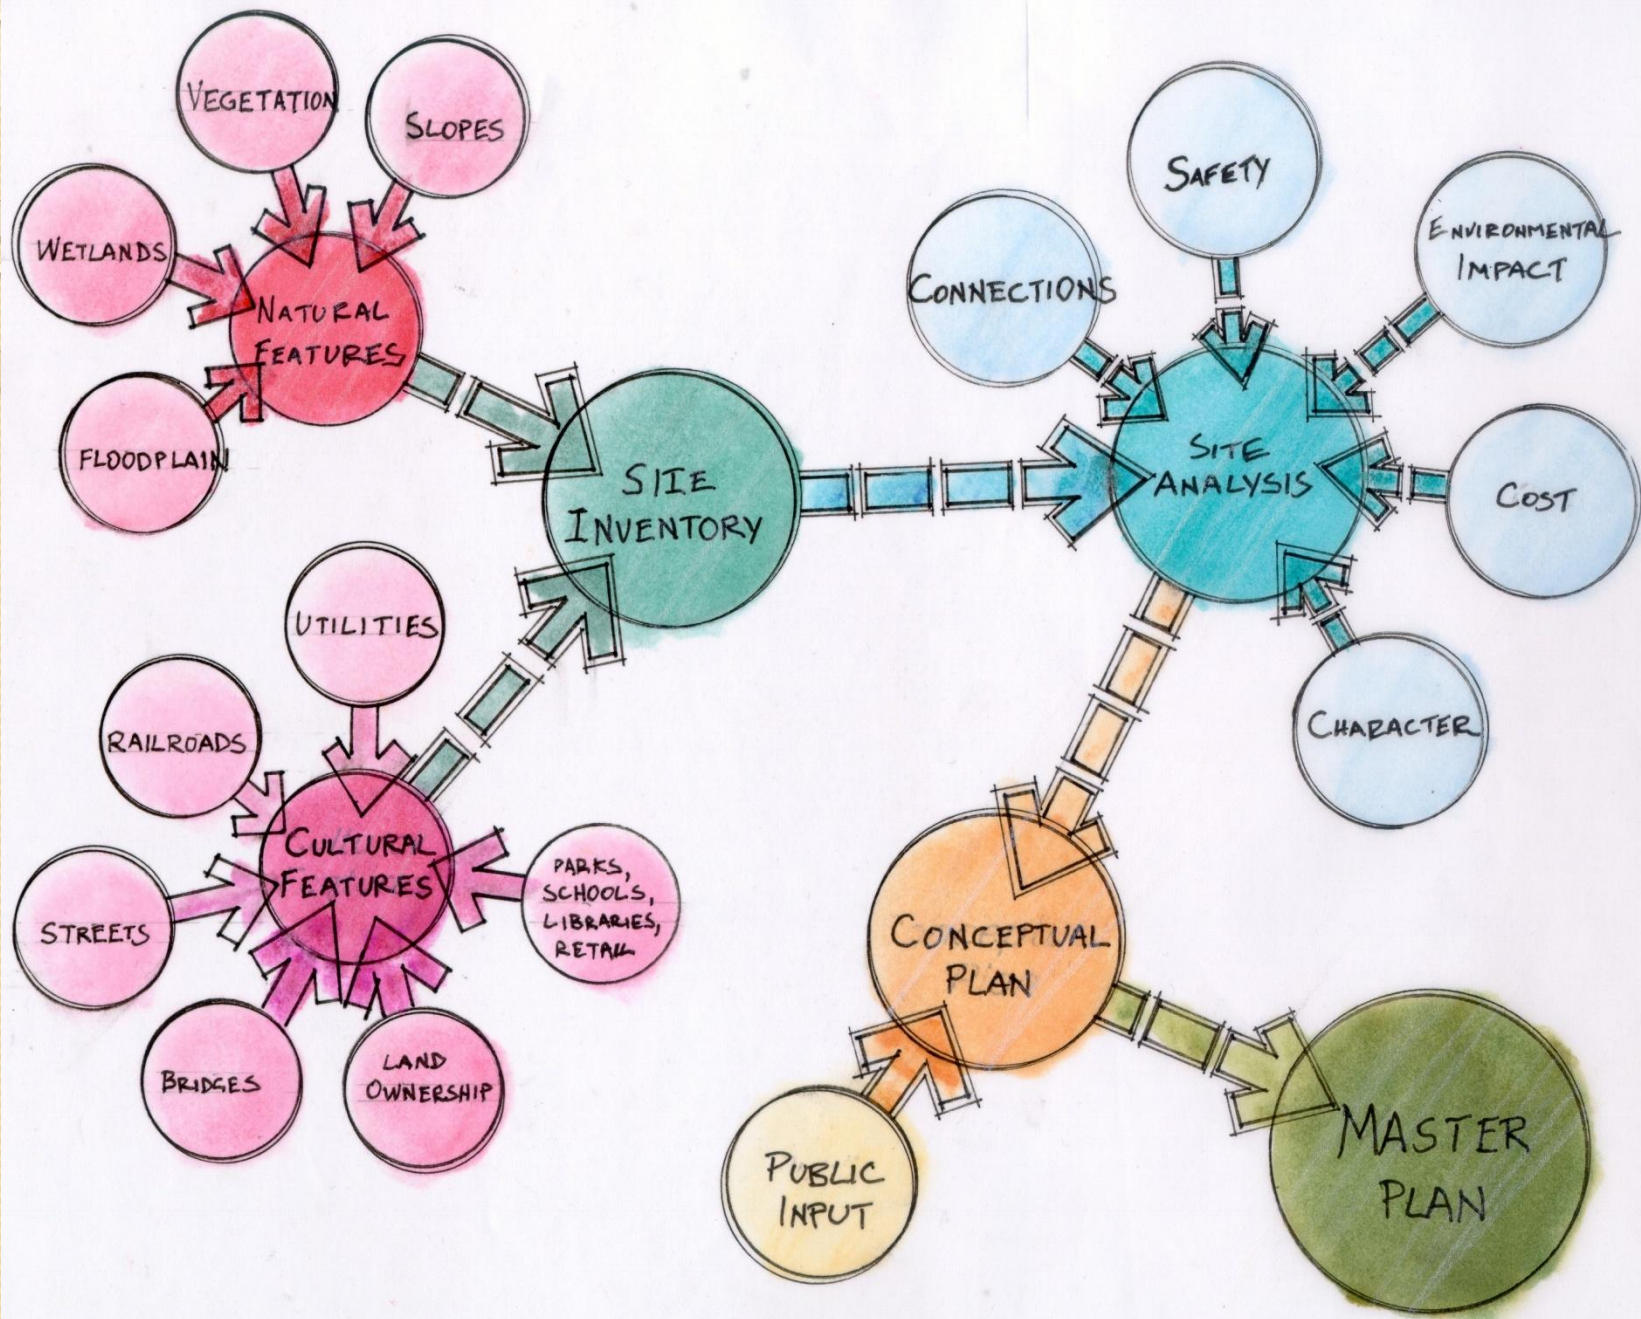 VEGETATION
SLOPES
WETLANDS
NATURAL
FEATURES
FLOODPLAIN
SITE
INVENTORY
UTILITIES
RAILROADS
CULTURAL
FEATURES
STREETS
PARKS,
SCHOOLS,
LIBRARIES,
RETAIL
BRIDGES
LAND
OWNERSHIP
SAFETY
CONNECTIONS
ENVIRONMENTAL
IMPACT
SITE
ANALYSIS
COST
CHARACTER
CONCEPTUAL
PLAN
PUBLIC
INPUT
MASTER
PLAN